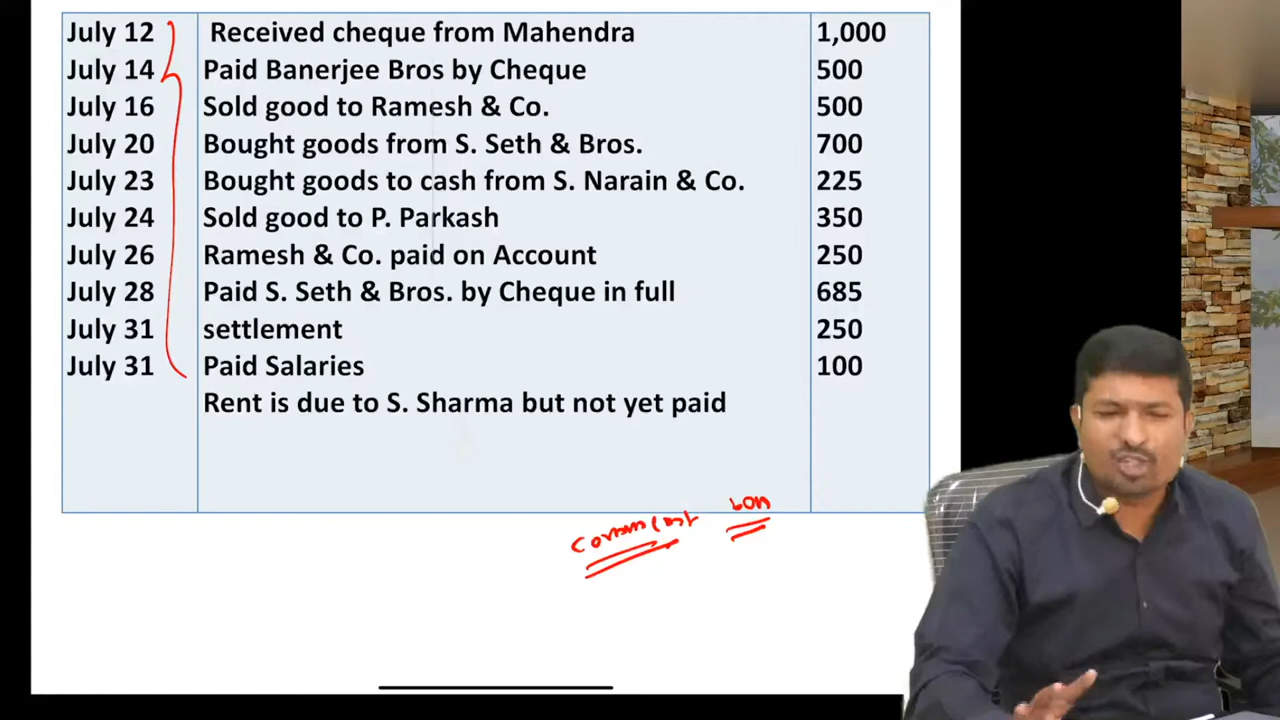 July 12 Received cheque from Mahendra 1,000
July 14 Paid Banerjee Bros by Cheque 500
July 16 Sold good to Ramesh & Co. 500
July 20 Bought goods from S. Seth & Bros. 700
July 23 Bought goods to cash from S. Narain & Co. 225
July 24 Sold good to P. Parkash 350
July 26 Ramesh & Co. paid on Account 250
July 28 Paid S. Seth & Bros. by Cheque in full 685
July 31 settlement 250
July 31 Paid Salaries 100
Rent is due to S. Sharma but not yet paid